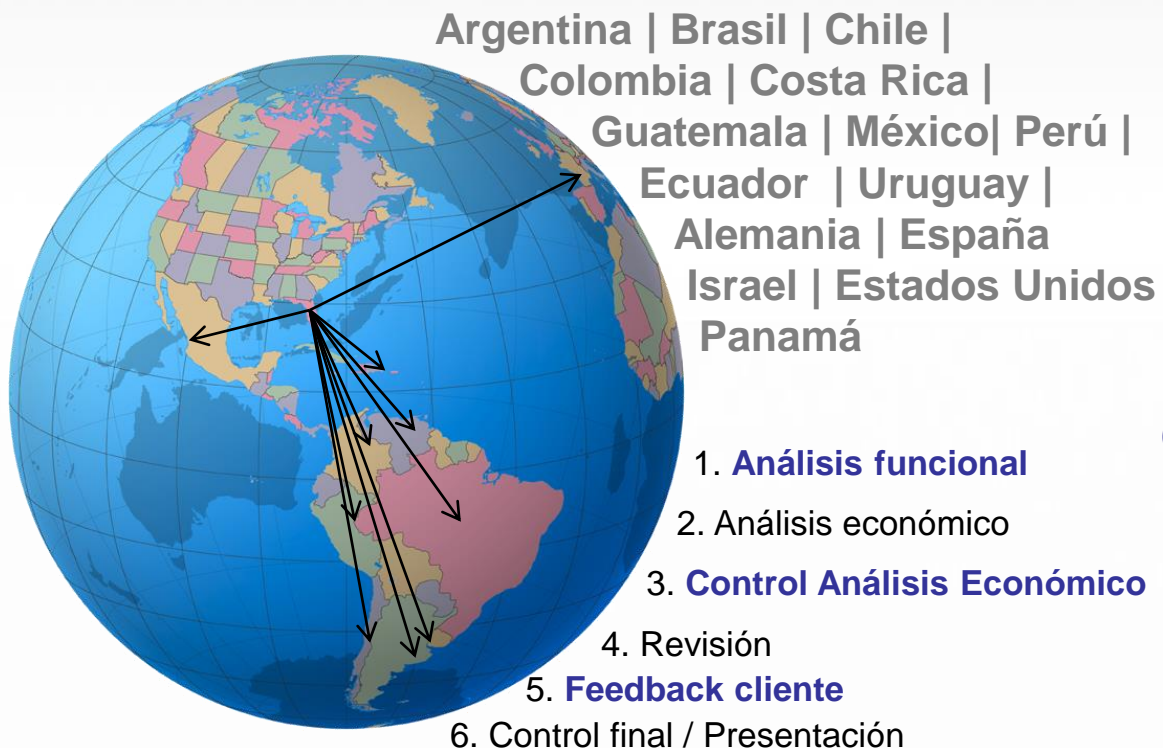 Argentina | Brasil | Chile |
Colombia | Costa Rica |
Guatemala | México| Perú |
Ecuador | Uruguay |
Alemania | España
Israel | Estados Unidos
Panamá
1. Análisis funcional
2. Análisis económico
3. Control Análisis Económico
4. Revisión
5. Feedback cliente
6. Control final / Presentación